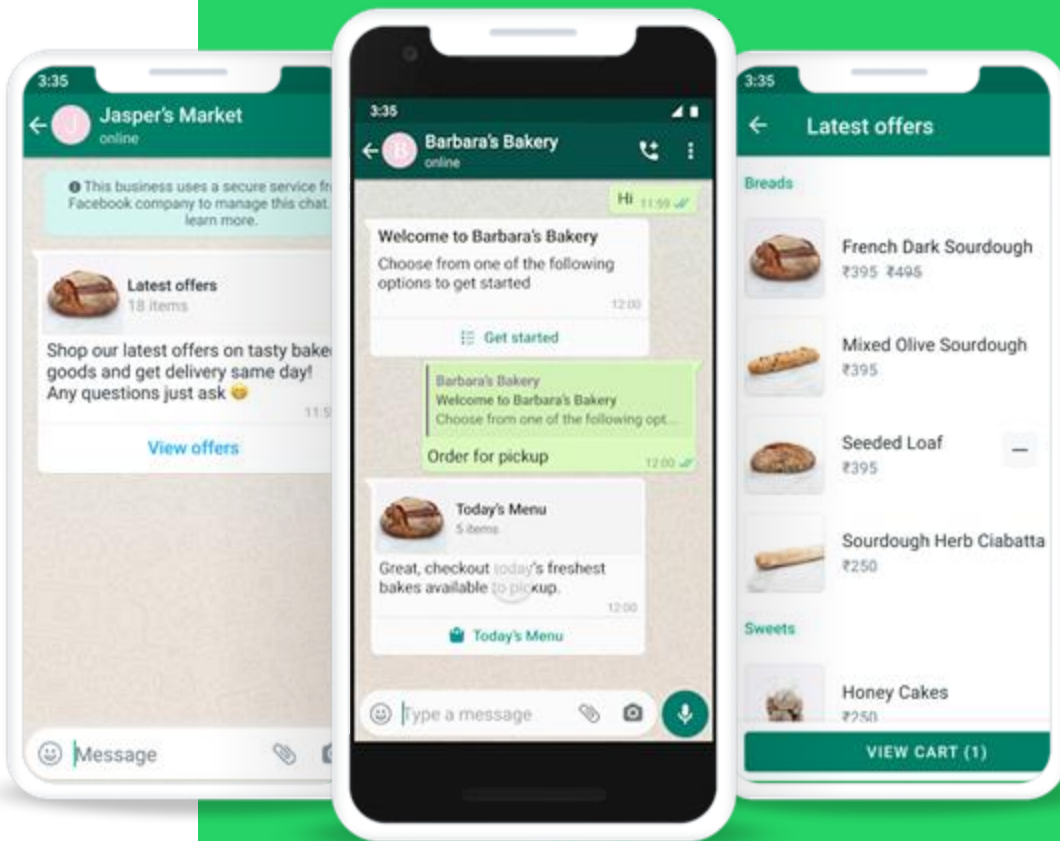 3:35
Jasper's Market
online
This business uses a secure service
Facebook company to manage this chat.
learn more.
Latest offers
18 items
Shop our latest offers on tasty bake
goods and get delivery same day!
Any questions just ask 😋
11:5
View offers
Message
3:35
B
Barbara's Bakery
online
Hi 11:59
Welcome to Barbara's Bakery
Choose from one of the following
options to get started
12:00
Get started
Barbara's Bakery
Welcome to Barbara's Bakery
Choose from one of the following opt...
Order for pickup
12:00
Today's Menu
5 items
Great, checkout today's freshest
bakes available to pickup.
12:00
Today's Menu
Type a message
3:35
Latest offers
Breads
French Dark Sourdough
₹395 ₹495
Mixed Olive Sourdough
₹395
Seeded Loaf
₹395
Sourdough Herb Ciabatta
₹250
Sweets
Honey Cakes
₹250
VIEW CART (1)